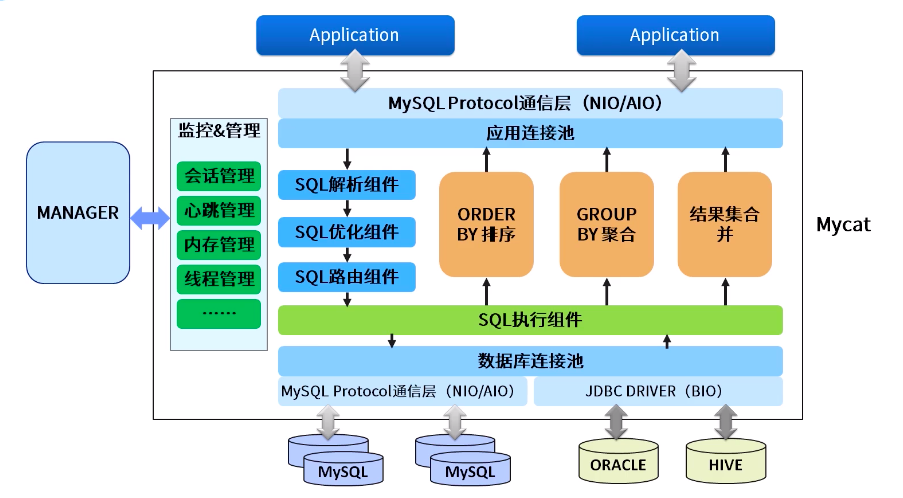 Application
Application
MySQL Protocol通信层（NIO/AIO）
应用连接池
监控&管理
会话管理
心跳管理
内存管理
线程管理
……
MANAGER
SQL解析组件
SQL优化组件
SQL路由组件
ORDER
BY 排序
GROUP
BY 聚合
结果集合
并
Mycat
SQL执行组件
数据库连接池
MySQL Protocol通信层（NIO/AIO）
JDBC DRIVER（BIO）
MySQL
MySQL
ORACLE
HIVE